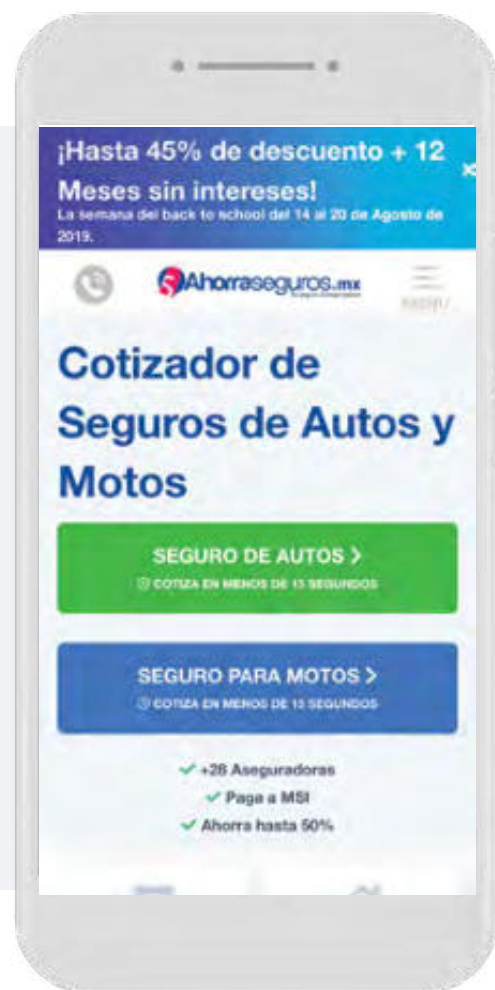 ¡Hasta 45% de descuento + 12
Meses sin intereses!
La semana del back to school del 14 al 20 de Agosto de
2019.
Ahorraseguros.mx
MENU
Cotizador de
Seguros de Autos y
Motos
SEGURO DE AUTOS >
COTIZA EN MENOS DE 15 SEGUNDOS
SEGURO PARA MOTOS >
COTIZA EN MENOS DE 15 SEGUNDOS
✓ +26 Aseguradoras
✓ Paga a MSI
✓ Ahorra hasta 50%